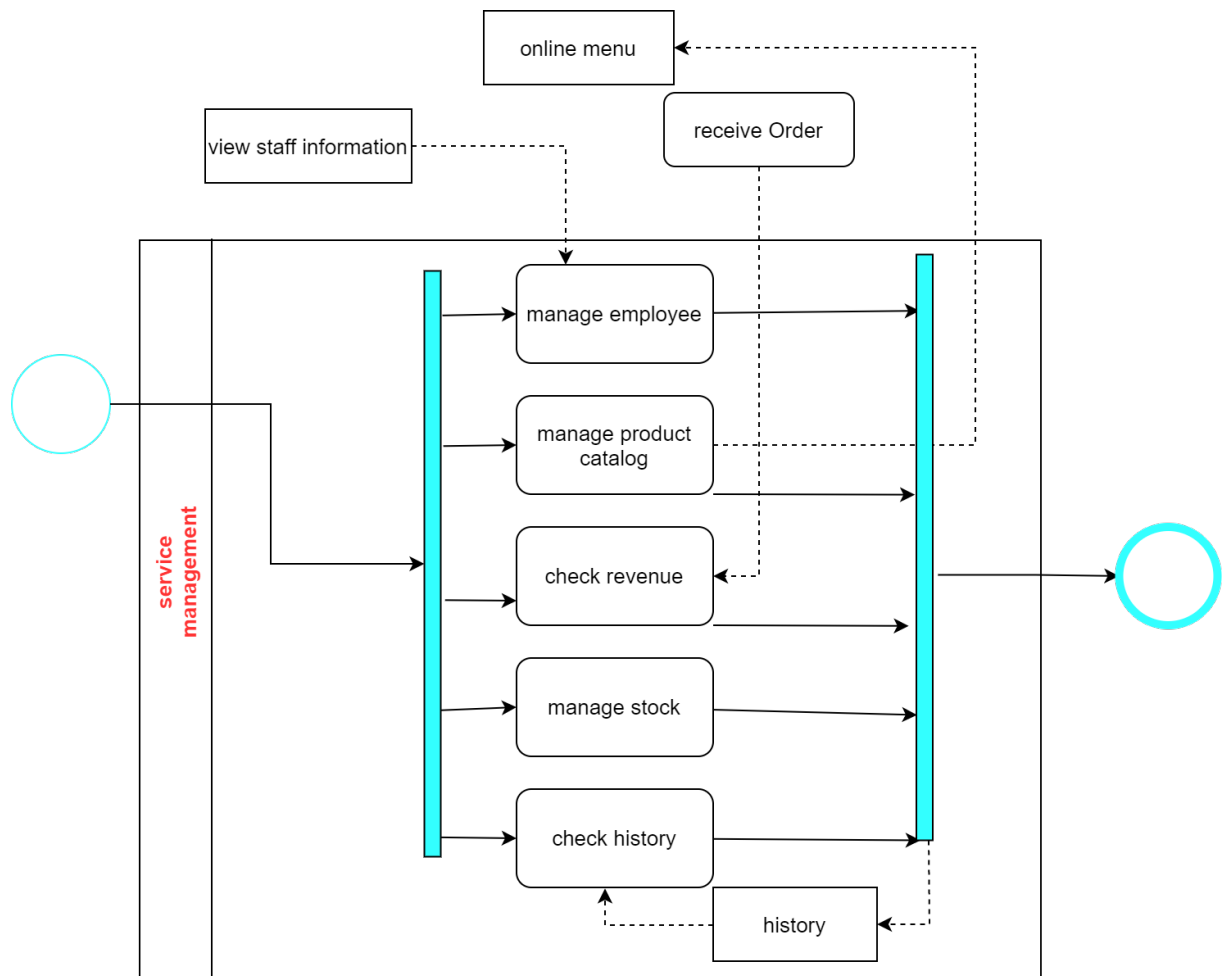 online menu
receive Order
view staff information
manage employee
manage product
catalog
service
management
check revenue
manage stock
check history
history